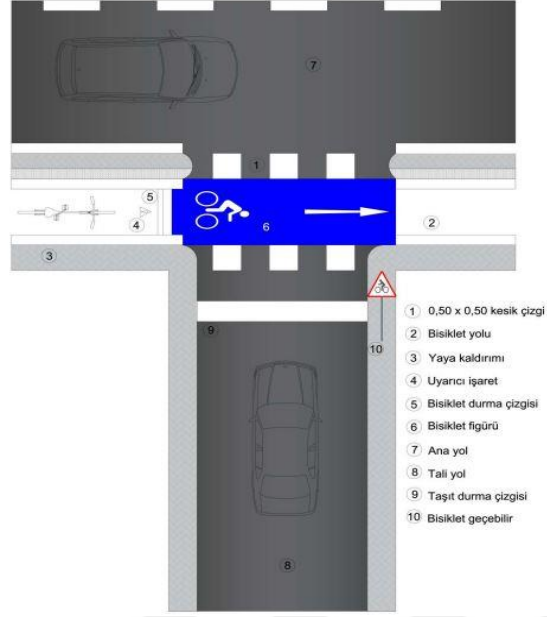 7
1
5
4
6
2
3
9
10
8
1 0,50 x 0,50 kesik çizgi
2 Bisiklet yolu
3 Yaya kaldırımı
4 Uyarıcı işaret
5 Bisiklet durma çizgisi
6 Bisiklet figürü
7 Ana yol
8 Tali yol
9 Taşıt durma çizgisi
10 Bisiklet geçebilir